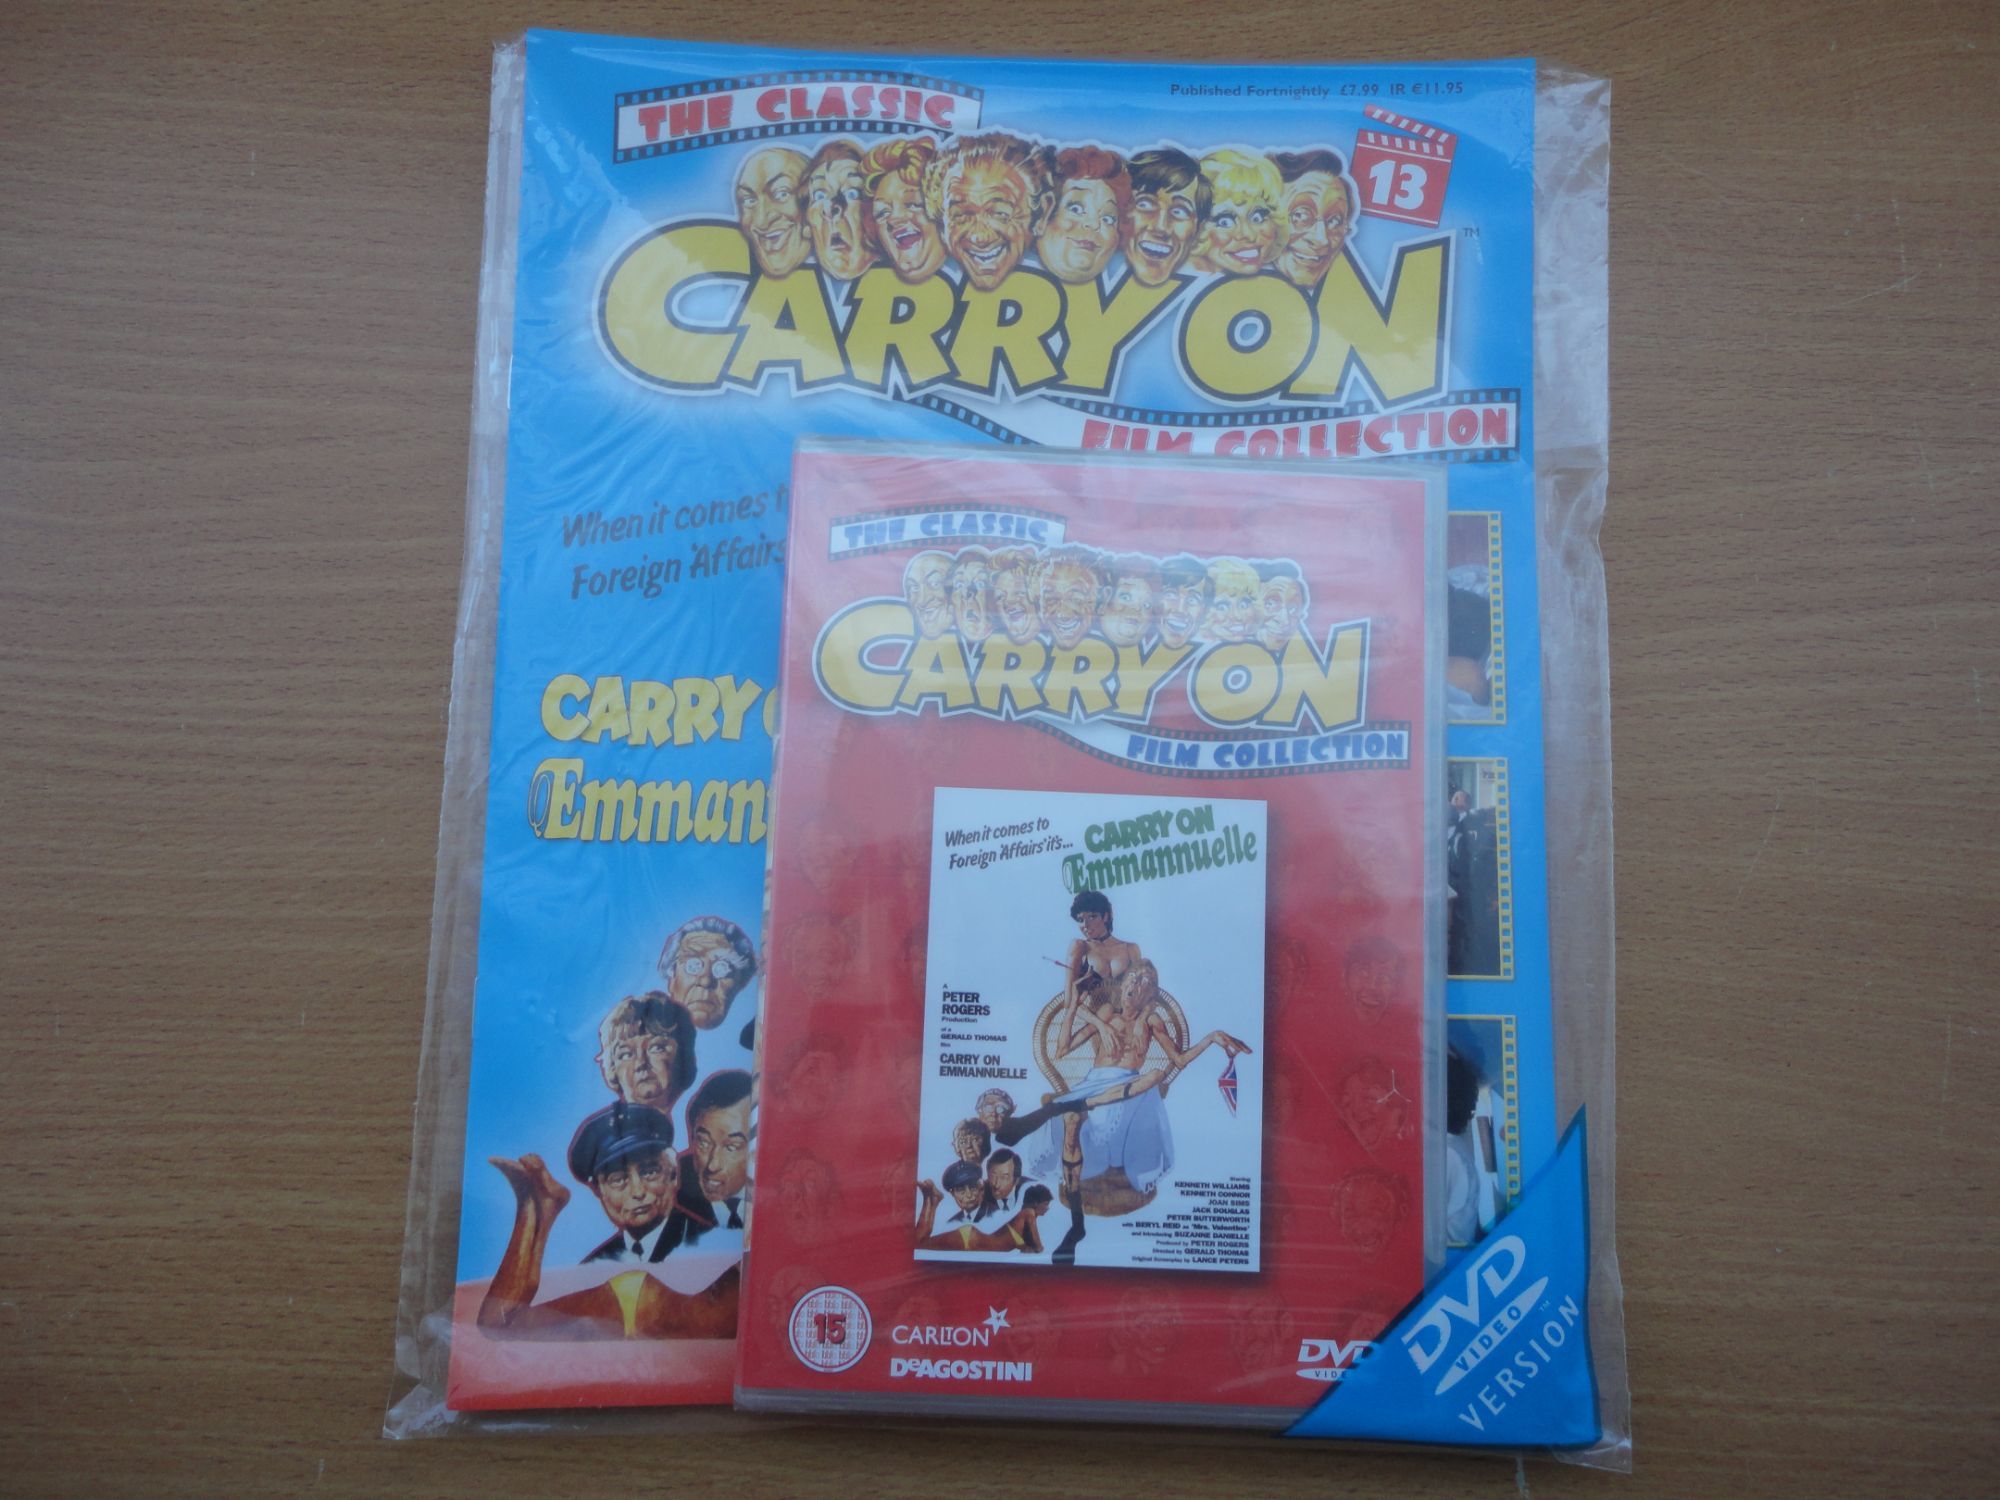 THE CLASSIC
Published Fortnightly £7.99 IR €11.95
13
CARRY ON
TM
FILM COLLECTION
When it comes
Foreign 'Affairs
CARRY
Emman
THE CLASSIC
CARRY ON
FILM COLLECTION
When it comes to
Foreign 'Affairs' it's...
CARRY ON
Emmannuelle
A
PETER
ROGERS
Production
of a
GERALD THOMAS
film
CARRY ON
EMMANNUELLE
Starring
KENNETH WILLIAMS
KENNETH CONNOR
JOAN SIMS
JACK DOUGLAS
PETER BUTTERWORTH
with BERYL REID as 'Mrs. Valentine'
and introducing SUZANNE DANIELLE
Produced by PETER ROGERS
Directed by GERALD THOMAS
Original Screenplay by LANCE PETERS
15
CARLTON
DeAGOSTINI
DVD
VIDE
DVD
VIDEO
TM
VERSION